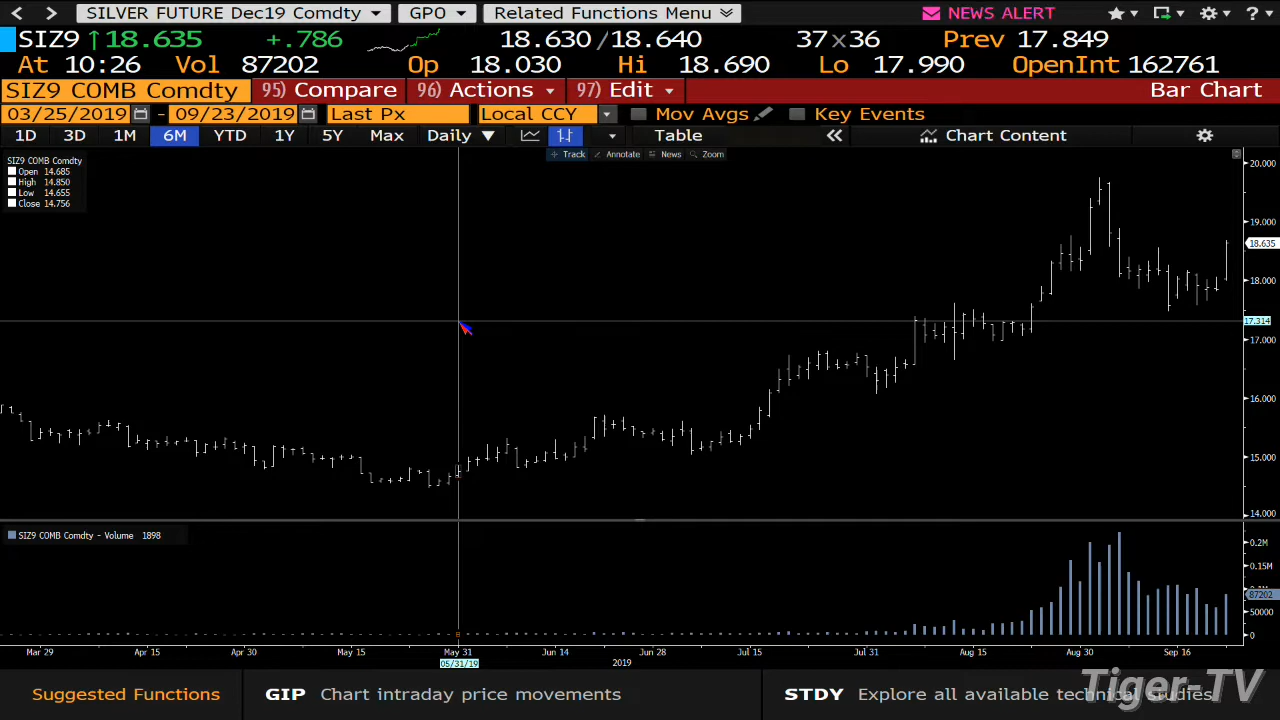 SILVER FUTURE Dec19 Comdty GPO Related Functions Menu NEWS ALERT ?
SIZ9 ↑18.635 +.786 18.630/18.640 37×36 Prev 17.849
At 10:26 Vol 87202 Op 18.030 Hi 18.690 Lo 17.990 OpenInt 162761
SIZ9 COMB Comdty 95) Compare 96) Actions 97) Edit Bar Chart
03/25/2019 - 09/23/2019 Last Px Local CCY Mov Avgs Key Events
1D 3D 1M 6M YTD 1Y 5Y Max Daily ▼ Table « Chart Content
Track Annotate News Zoom
SIZ9 COMB Comdty
Open 14.685
High 14.850
Low 14.655
Close 14.756
20.000
19.000
18.635
18.000
17.314
17.000
16.000
15.000
14.000
SIZ9 COMB Comdty - Volume 1898
0.2M
0.15M
87202
50000
0
Mar 29 Apr 15 Apr 30 May 15 May 31 Jun 14 Jun 28 Jul 15 Jul 31 Aug 15 Aug 30 Sep 16
05/31/19 2019
Suggested Functions GIP Chart intraday price movements STDY Explore all available technical studies
Tiger-TV